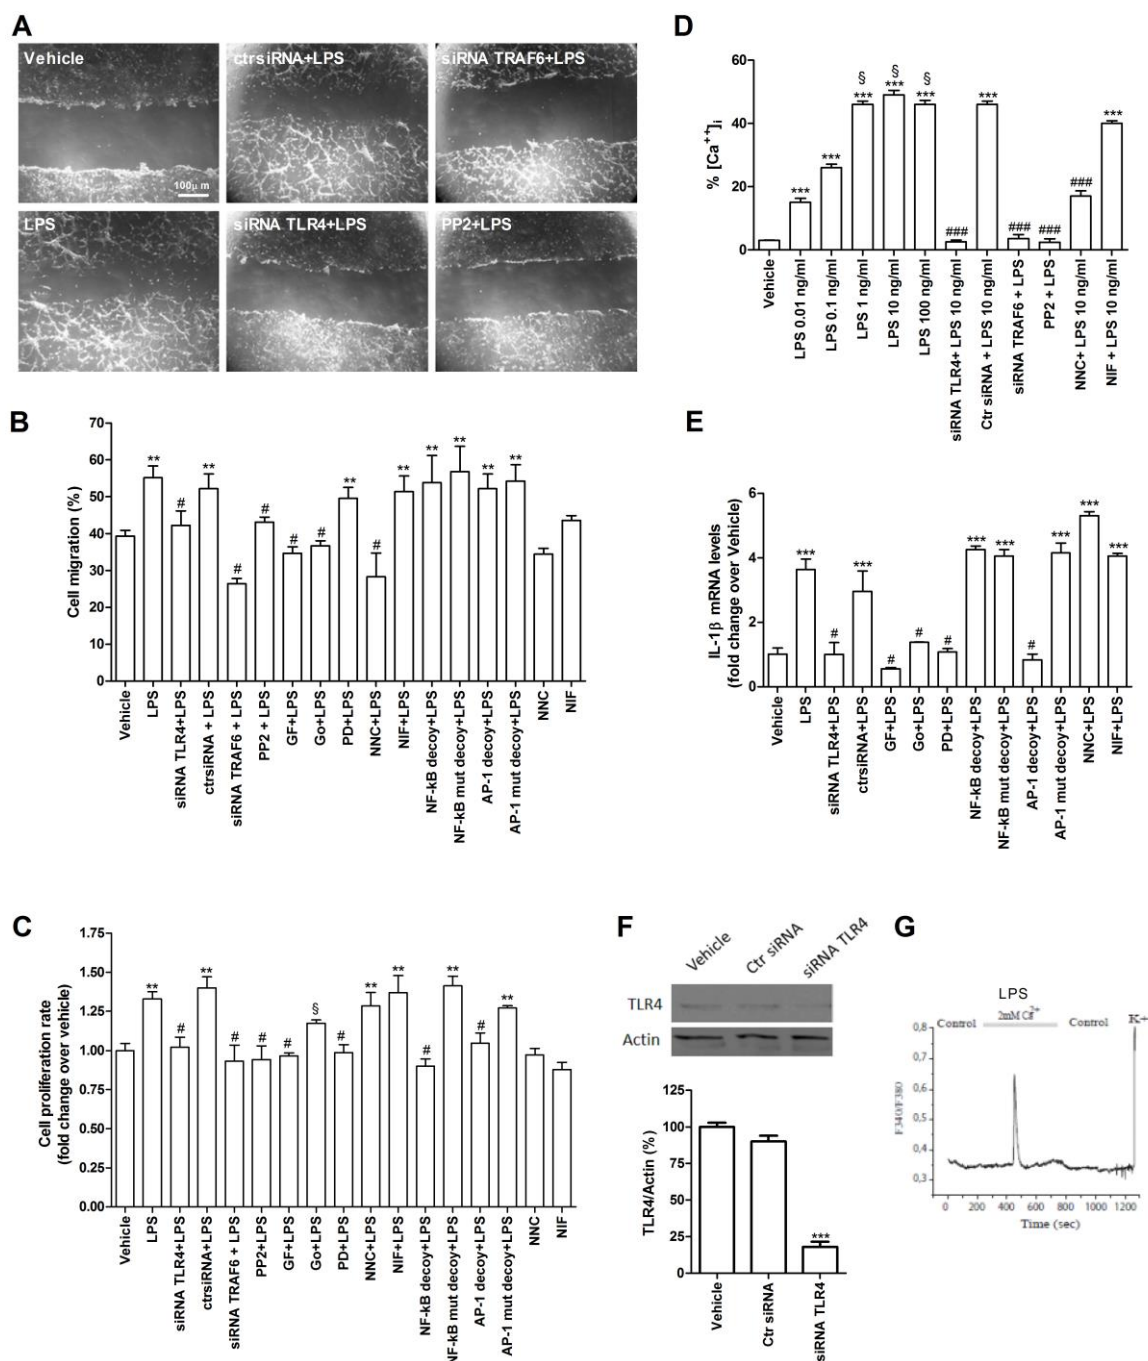 A
Vehicle
ctrsiRNA+LPS
siRNA TRAF6+LPS
100μ m
LPS
siRNA TLR4+LPS
PP2+LPS
B
Cell migration (%)
70
60
50
40
30
20
10
0
** # ** # # # # ** # ** ** ** ** **
Vehicle
LPS
siRNA TLR4+LPS
ctrsiRNA + LPS
siRNA TRAF6 + LPS
PP2 + LPS
GF+LPS
Go+LPS
PD+LPS
NNC+LPS
NIF+LPS
NF-kB decoy+LPS
NF-kB mut decoy+LPS
AP-1 decoy+LPS
AP-1 mut decoy+LPS
NNC
NIF
C
Cell proliferation rate
(fold change over vehicle)
1.75
1.50
1.25
1.00
0.75
0.50
0.25
0.00
** # ** # # # § # ** ** # ** # **
Vehicle
LPS
siRNA TLR4+LPS
ctrsiRNA+LPS
siRNA TRAF6 + LPS
PP2+LPS
GF+LPS
Go+LPS
PD+LPS
NNC+LPS
NIF+LPS
NF-kB decoy+LPS
NF-kB mut decoy+LPS
AP-1 decoy+LPS
AP-1 mut decoy+LPS
NNC
NIF
D
% [Ca++]i
60
40
20
0
§ § §
*** *** *** *** *** ### *** ### ### ### ***
Vehicle
LPS 0.01 ng/ml
LPS 0.1 ng/ml
LPS 1 ng/ml
LPS 10 ng/ml
LPS 100 ng/ml
siRNA TLR4+ LPS 10 ng/ml
Ctr siRNA + LPS 10 ng/ml
siRNA TRAF6 + LPS
PP2 + LPS
NNC+ LPS 10 ng/ml
NIF + LPS 10 ng/ml
E
IL-1β mRNA levels
(fold change over Vehicle)
6
4
2
0
*** # *** # # # *** *** # *** *** ***
Vehicle
LPS
siRNA TLR4+LPS
ctrsiRNA+LPS
GF+LPS
Go+LPS
PD+LPS
NF-kB decoy+LPS
NF-kB mut decoy+LPS
AP-1 decoy+LPS
AP-1 mut decoy+LPS
NNC+LPS
NIF+LPS
F
Vehicle
Ctr siRNA
siRNA TLR4
TLR4
Actin
TLR4/Actin (%)
125
100
75
50
25
0
***
Vehicle
Ctr siRNA
siRNA TLR4
G
LPS
Control
Control
K+
F340/F380
0,8
0,7
0,6
0,5
0,4
0,3
0 200 400 600 800 1000 1200
Time (sec)